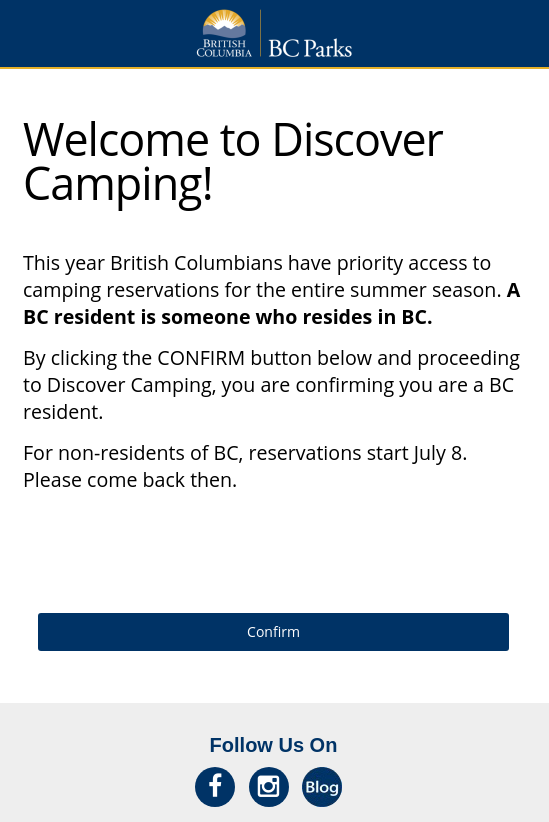 BRITISH
COLUMBIA
BC Parks
Welcome to Discover
Camping!
This year British Columbians have priority access to
camping reservations for the entire summer season. A
BC resident is someone who resides in BC.
By clicking the CONFIRM button below and proceeding
to Discover Camping, you are confirming you are a BC
resident.
For non-residents of BC, reservations start July 8.
Please come back then.
Confirm
Follow Us On
Blog